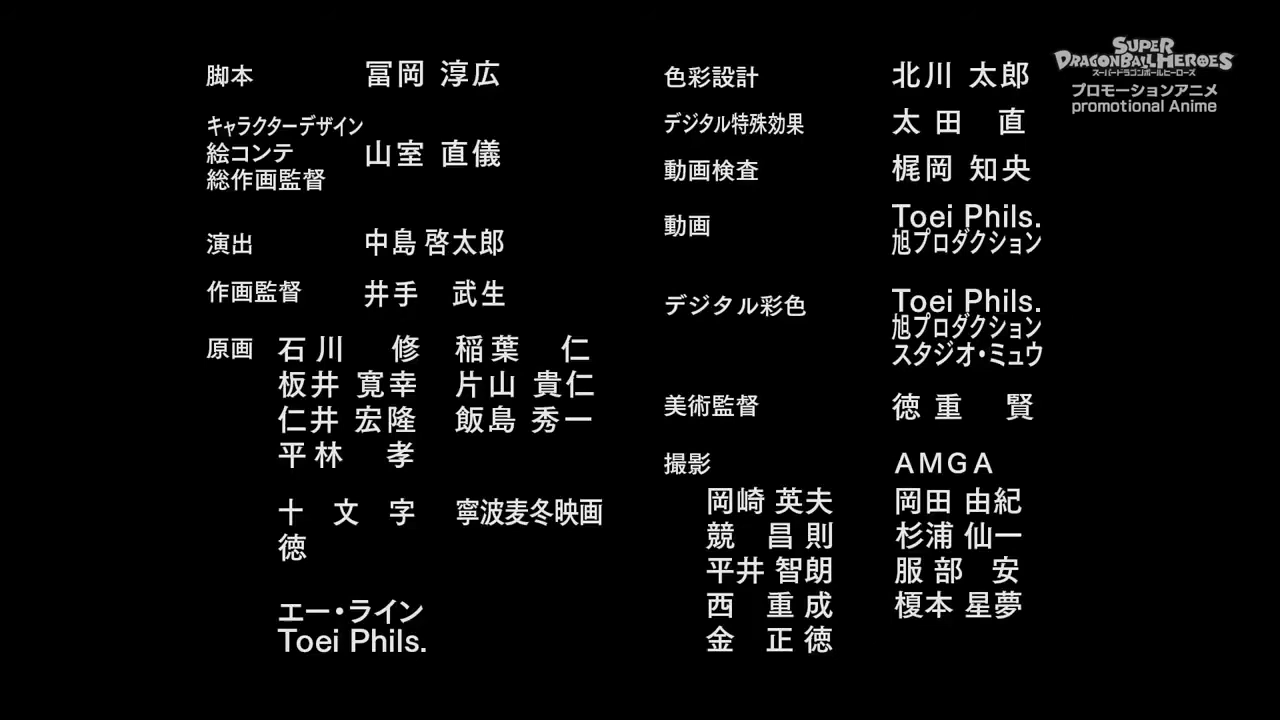 脚本 冨岡 淳広
キャラクターデザイン
絵コンテ 山室 直儀
総作画監督
演出 中島 啓太郎
作画監督 井手 武生
原画 石川 修 稲葉 仁
板井 寛幸 片山 貴仁
仁井 宏隆 飯島 秀一
平林 孝
十文字 寧波麦冬映画
徳
エー・ライン
Toei Phils.
色彩設計 北川 太郎
デジタル特殊効果 太田 直
動画検査 梶岡 知央
動画 Toei Phils.
旭プロダクション
デジタル彩色 Toei Phils.
旭プロダクション
スタジオ・ミュウ
美術監督 徳重 賢
撮影 AMGA
岡崎 英夫 岡田 由紀
競 昌則 杉浦 仙一
平井 智朗 服部 安
西 重成 榎本 星夢
金 正徳
SUPER
DRAGONBALL HEROES
スーパードラゴンボールヒーローズ
プロモーションアニメ
promotional Anime